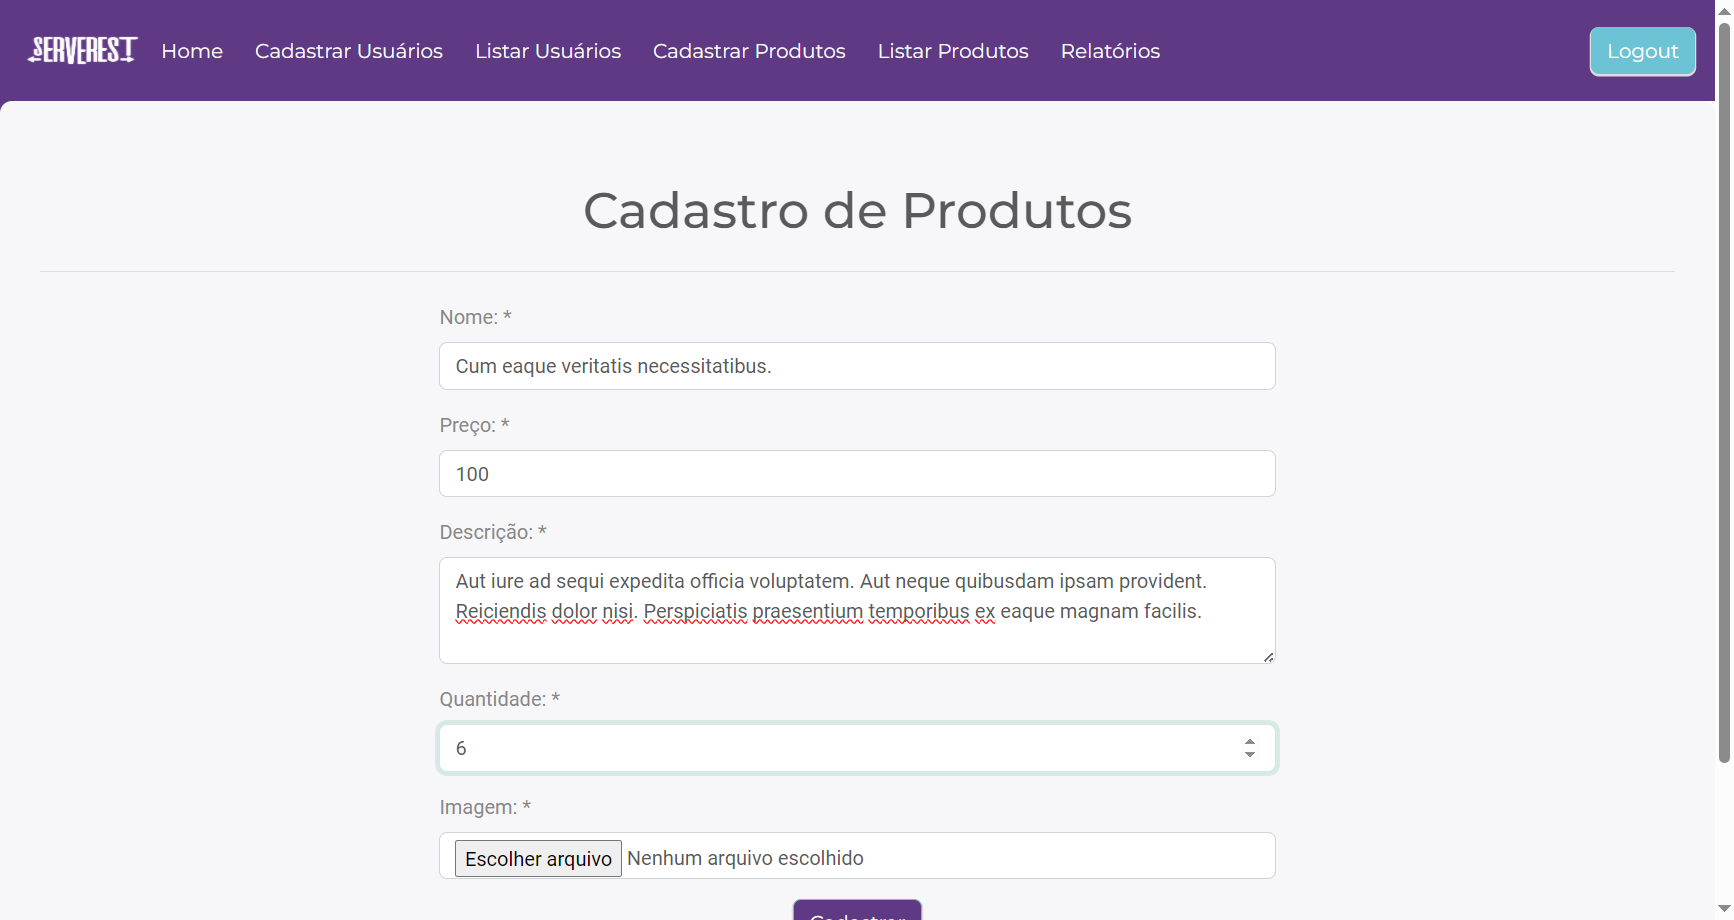 SERVEREST
Home
Cadastrar Usuários
Listar Usuários
Cadastrar Produtos
Listar Produtos
Relatórios
Logout
Cadastro de Produtos
Nome: *
Cum eaque veritatis necessitatibus.
Preço: *
100
Descrição: *
Aut iure ad sequi expedita officia voluptatem. Aut neque quibusdam ipsam provident.
Reiciendis dolor nisi. Perspiciatis praesentium temporibus ex eaque magnam facilis.
Quantidade: *
6
Imagem: *
Escolher arquivo Nenhum arquivo escolhido
Cadastrar